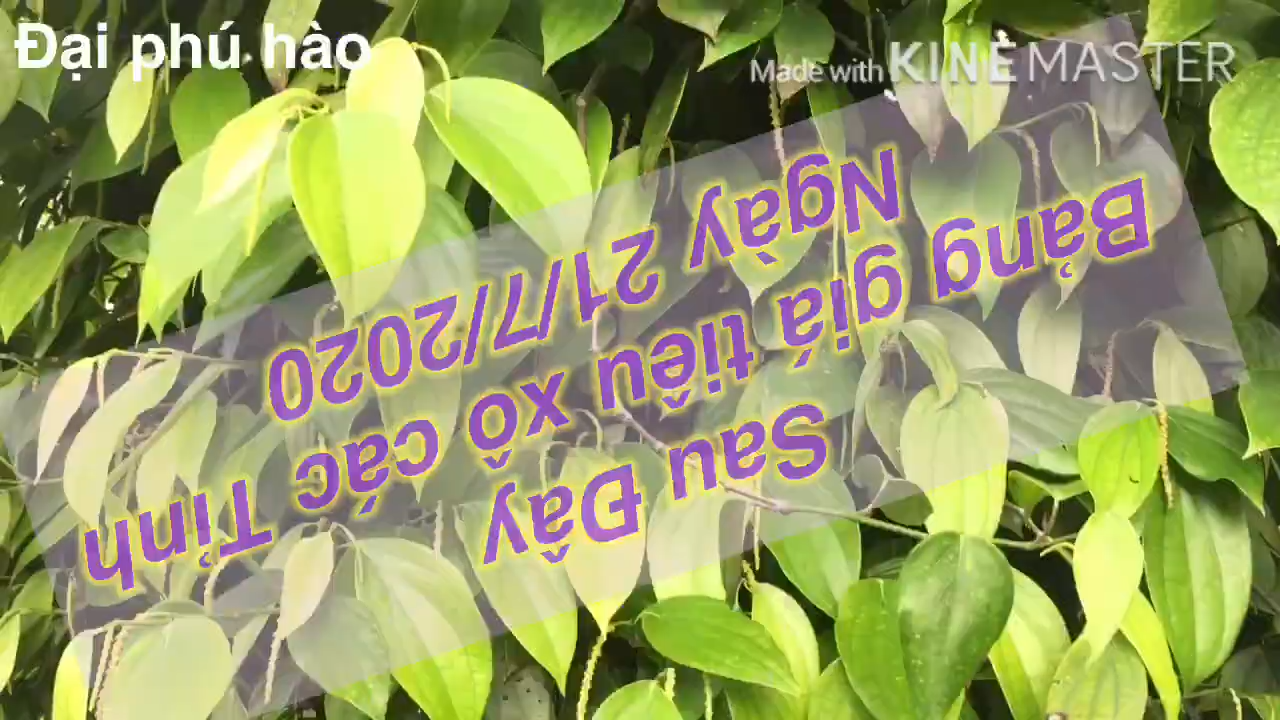 Đại phú hào
Made with KINEMASTER
Sau Đây
Bảng giá tiêu xô các Tỉnh
Ngày 21/7/2020